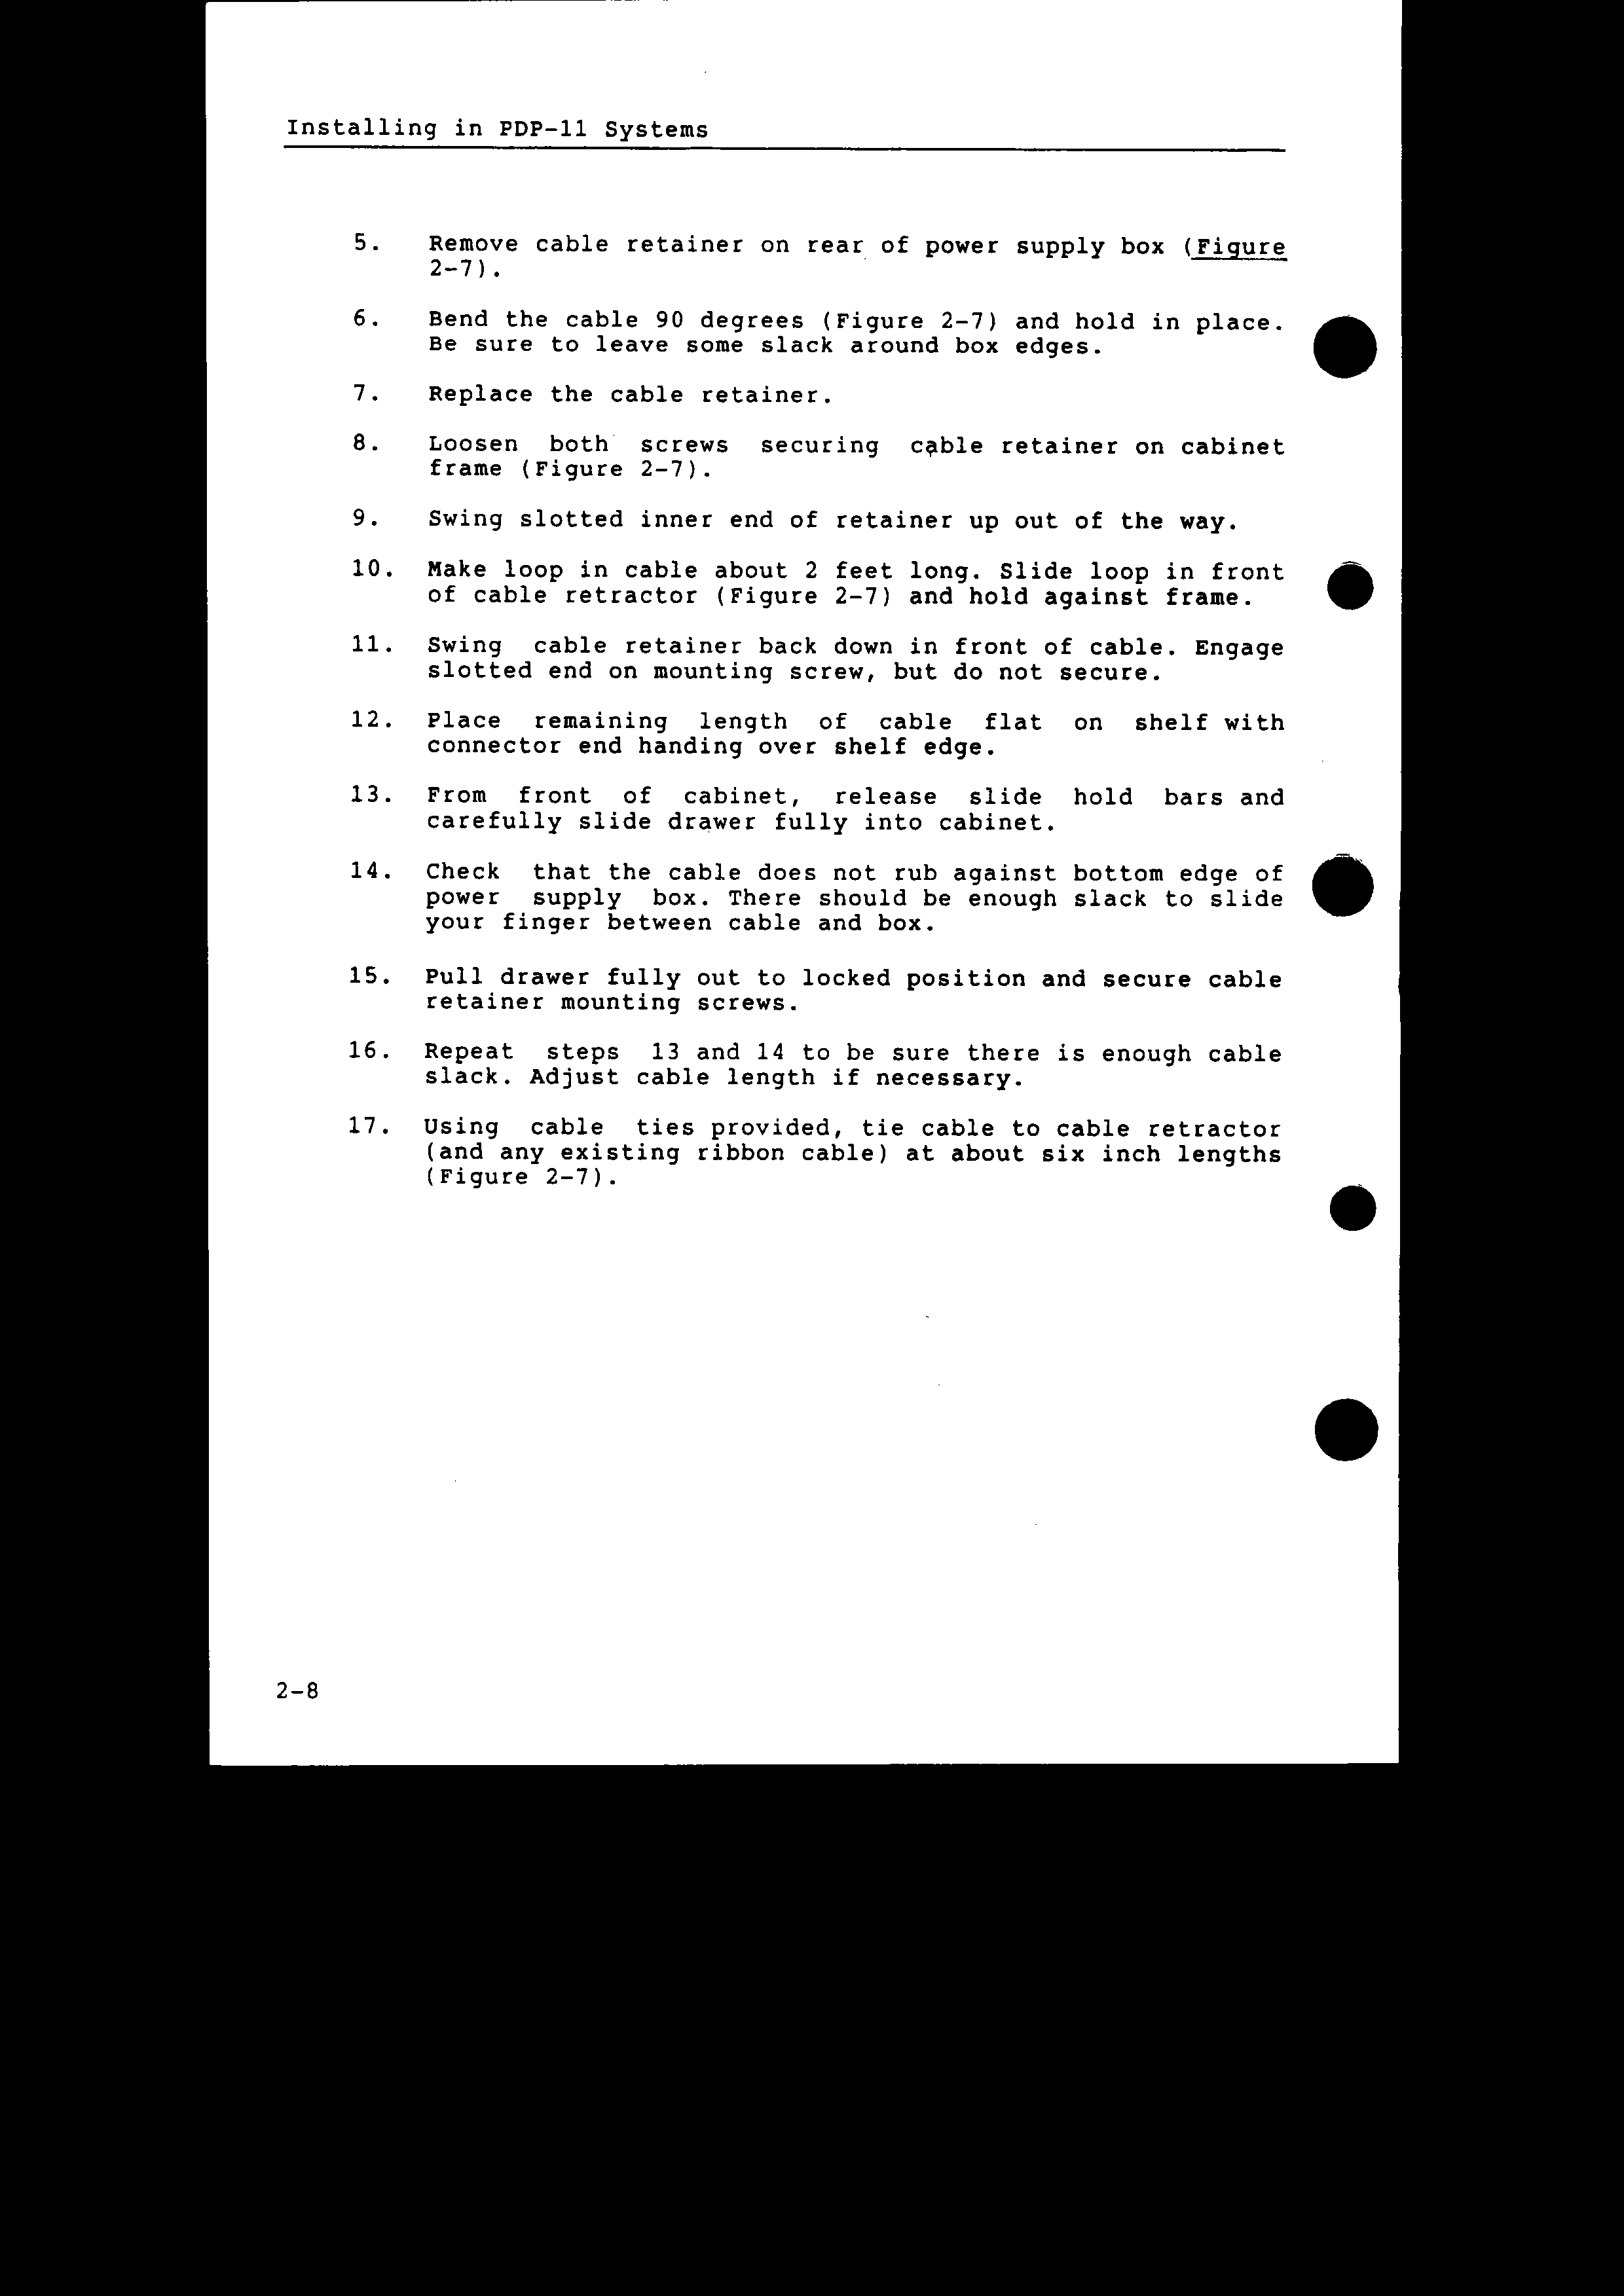 Installing in PDP-11 Systems
5. Remove cable retainer on rear of power supply box (Figure
2-7).
6. Bend the cable 90 degrees (Figure 2-7) and hold in place.
Be sure to leave some slack around box edges.
7. Replace the cable retainer.
8. Loosen both screws securing cable retainer on cabinet
frame (Figure 2-7).
9. Swing slotted inner end of retainer up out of the way.
10. Make loop in cable about 2 feet long. Slide loop in front
of cable retractor (Figure 2-7) and hold against frame.
11. Swing cable retainer back down in front of cable. Engage
slotted end on mounting screw, but do not secure.
12. Place remaining length of cable flat on shelf with
connector end handing over shelf edge.
13. From front of cabinet, release slide hold bars and
carefully slide drawer fully into cabinet.
14. Check that the cable does not rub against bottom edge of
power supply box. There should be enough slack to slide
your finger between cable and box.
15. Pull drawer fully out to locked position and secure cable
retainer mounting screws.
16. Repeat steps 13 and 14 to be sure there is enough cable
slack. Adjust cable length if necessary.
17. Using cable ties provided, tie cable to cable retractor
(and any existing ribbon cable) at about six inch lengths
(Figure 2-7).
2-8